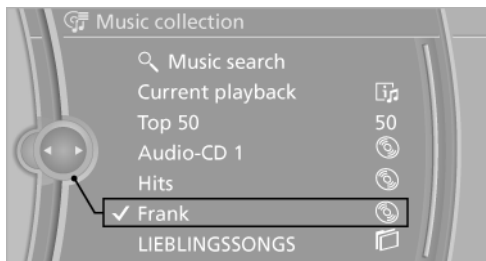 Music collection
Music search
Current playback
Top 50 50
Audio-CD 1
Hits
Frank
LIEBLINGSSONGS